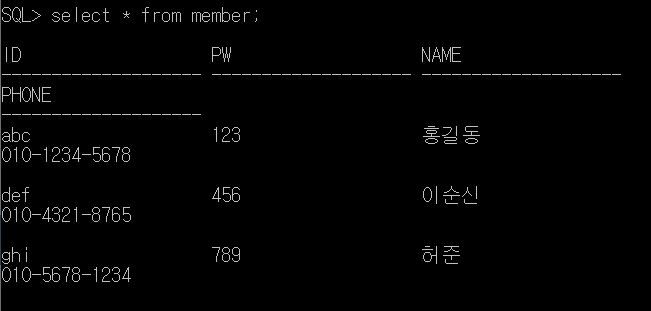 SQL> select * from member;
ID PW NAME
-------------------- -------------------- --------------------
PHONE
--------------------
abc 123 홍길동
010-1234-5678
def 456 이순신
010-4321-8765
ghi 789 허준
010-5678-1234